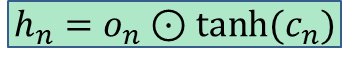 hₙ = oₙ ⊙ tanh(cₙ)